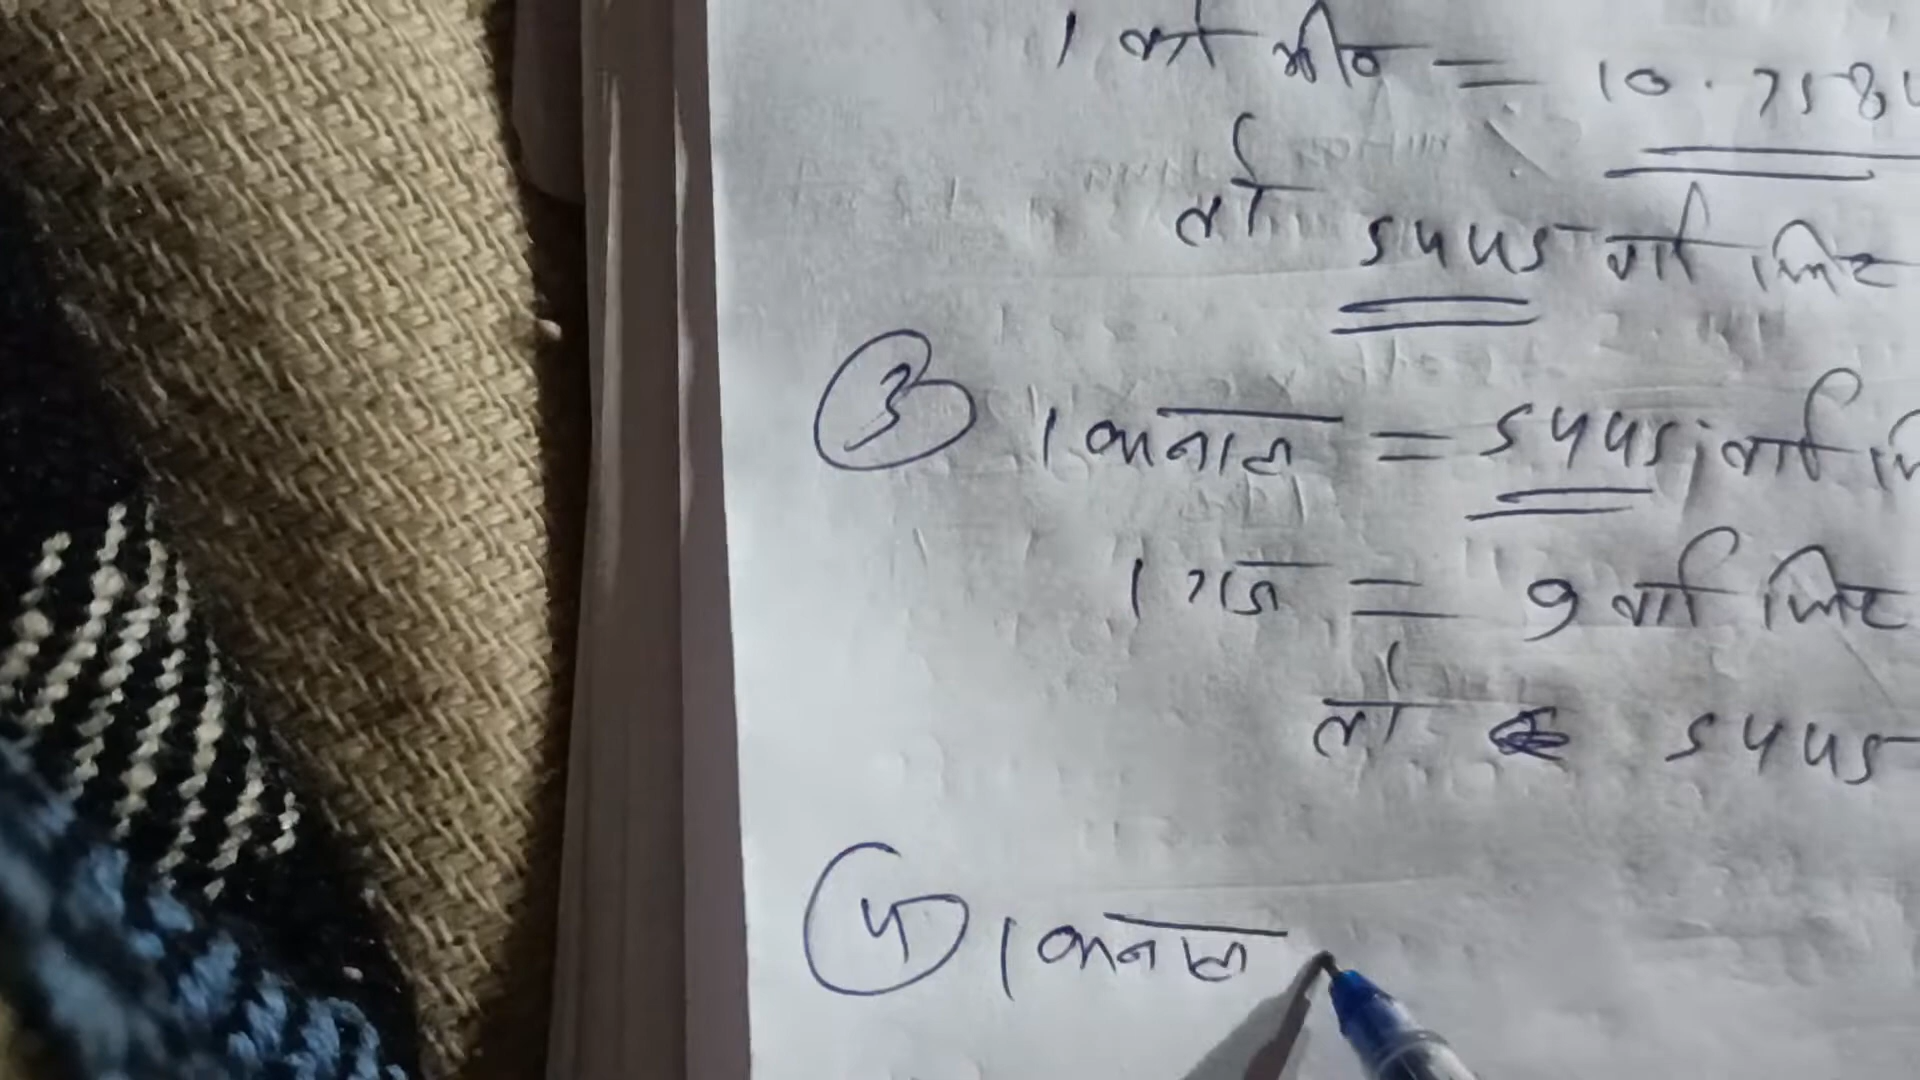 1 वर्ग मी० = 10.7584
तो 5445 वर्ग फिट
③ 1 कनाल = 5445 वर्ग फि
1 गज = 9 वर्ग फिट
तो 5445
④ 1 कनाल